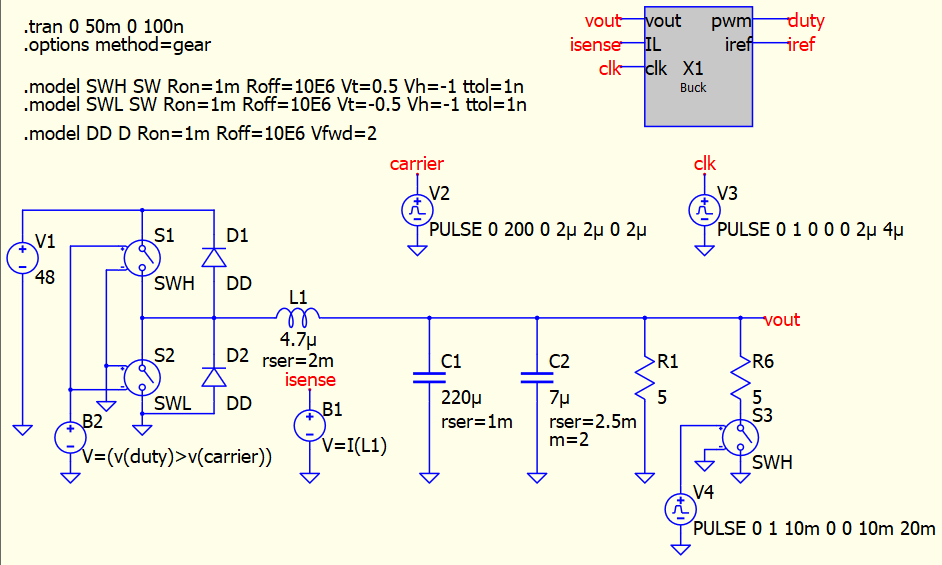 .tran 0 50m 0 100n
.options method=gear
.model SWH SW Ron=1m Roff=10E6 Vt=0.5 Vh=-1 ttol=1n
.model SWL SW Ron=1m Roff=10E6 Vt=-0.5 Vh=-1 ttol=1n
.model DD D Ron=1m Roff=10E6 Vfwd=2
vout vout pwm duty
isense IL iref iref
clk clk X1
Buck
carrier
V2
PULSE 0 200 0 2µ 2µ 0 2µ
clk
V3
PULSE 0 1 0 0 0 2µ 4µ
V1
48
S1
SWH
D1
DD
S2
SWL
D2
DD
B2
V=(v(duty)>v(carrier))
L1
4.7µ
rser=2m
isense
B1
V=I(L1)
C1
220µ
rser=1m
C2
7µ
rser=2.5m
m=2
R1
5
vout
R6
5
S3
SWH
V4
PULSE 0 1 10m 0 0 10m 20m